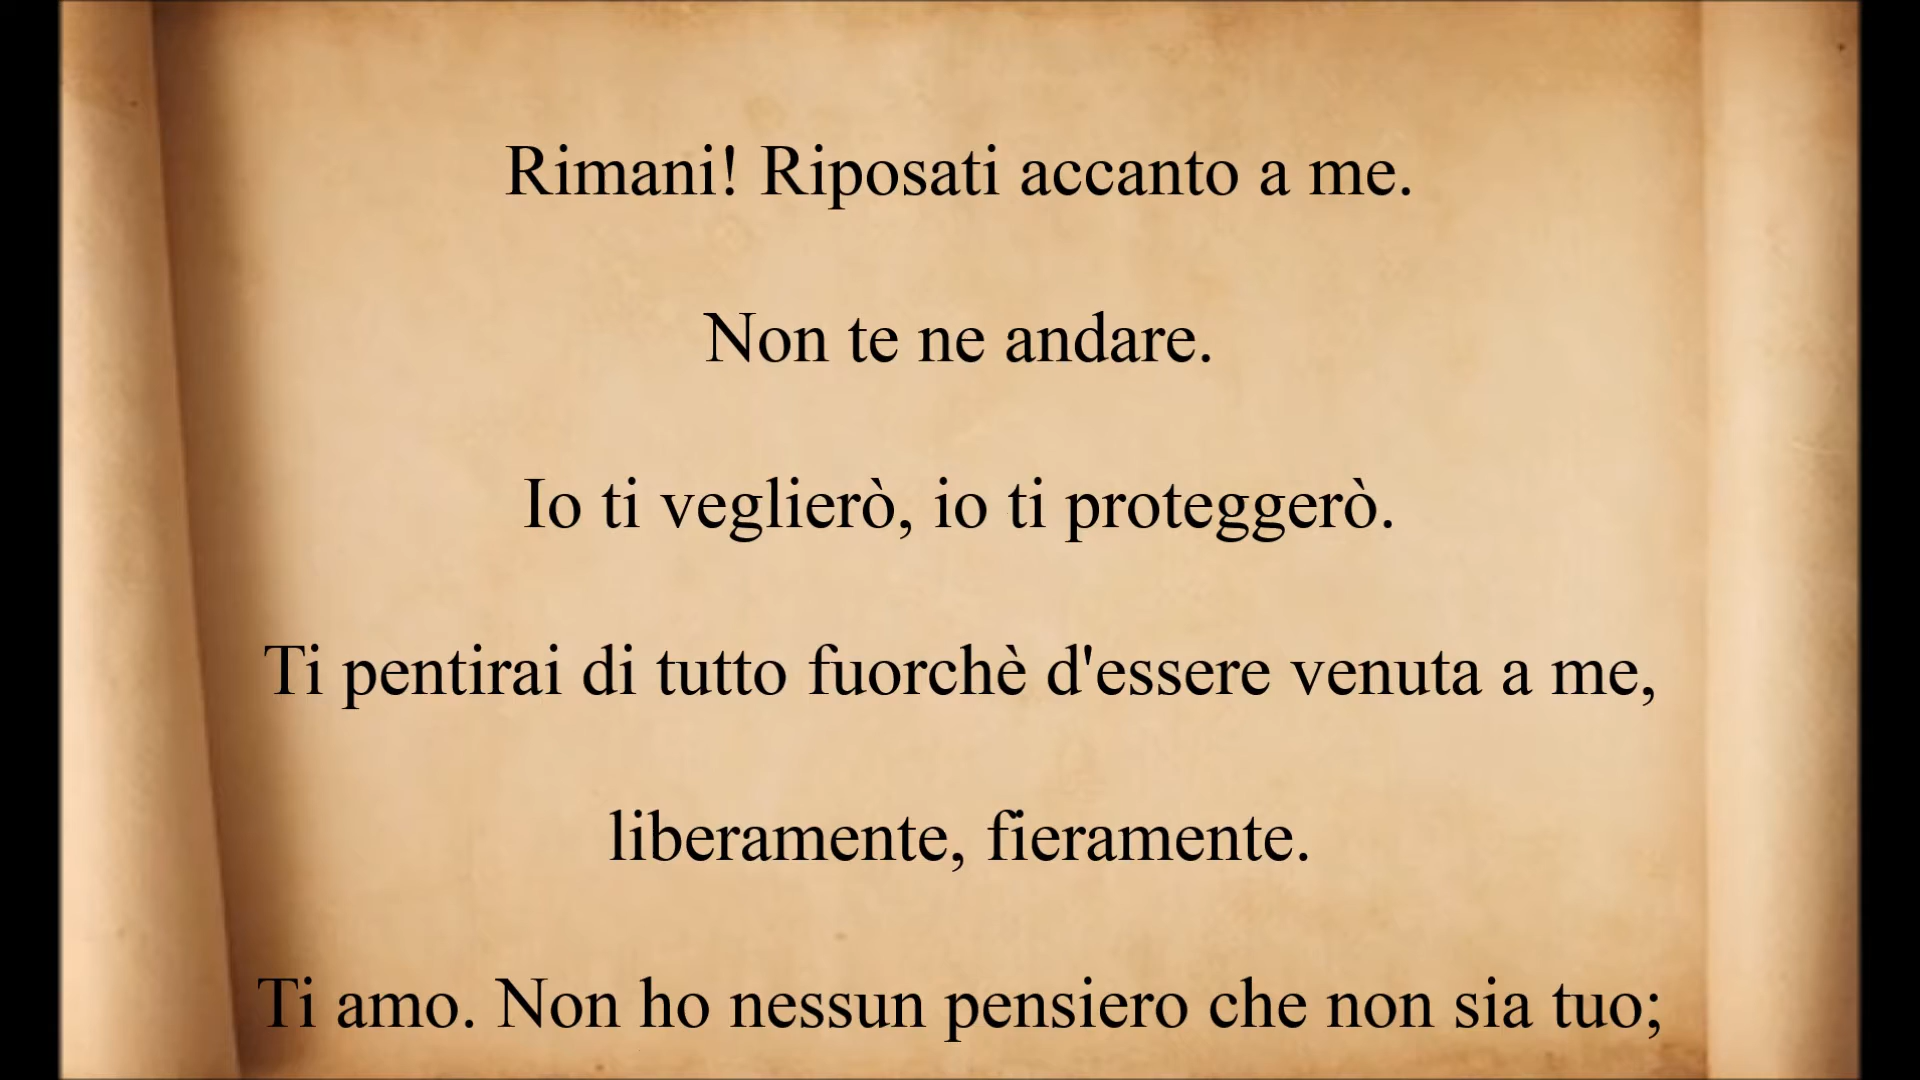 Rimani! Riposati accanto a me.
Non te ne andare.
Io ti veglierò, io ti proteggerò.
Ti pentirai di tutto fuorchè d'essere venuta a me,
liberamente, fieramente.
Ti amo. Non ho nessun pensiero che non sia tuo;